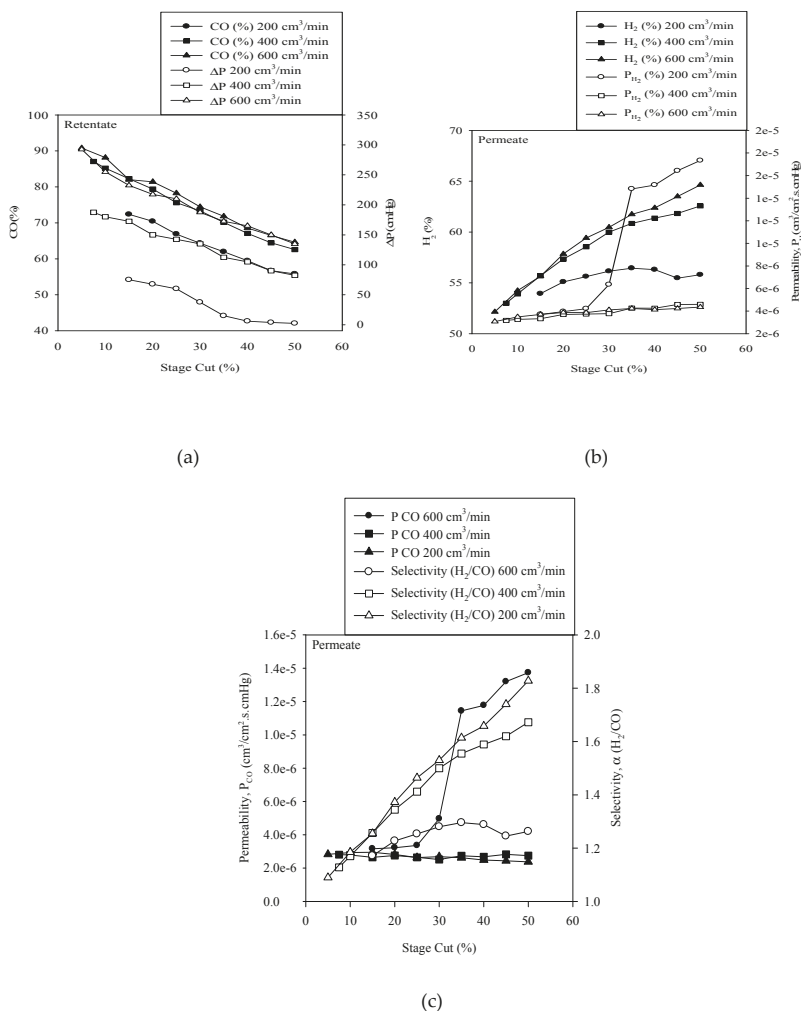 CO (%) 200 cm³/min
CO (%) 400 cm³/min
CO (%) 600 cm³/min
ΔP 200 cm³/min
ΔP 400 cm³/min
ΔP 600 cm³/min
Retentate
CO(%)
100
90
80
70
60
50
40
350
300
250
200
150
100
50
0
ΔP(cmHg)
0 10 20 30 40 50 60
Stage Cut (%)
(a)
H₂ (%) 200 cm³/min
H₂ (%) 400 cm³/min
H₂ (%) 600 cm³/min
P_H₂ (%) 200 cm³/min
P_H₂ (%) 400 cm³/min
P_H₂ (%) 600 cm³/min
Permeate
H₂ (%)
70
65
60
55
50
2e-5
2e-5
2e-5
1e-5
1e-5
1e-5
8e-6
6e-6
4e-6
2e-6
Permability, P (cm³/cm².s.cmHg)
0 10 20 30 40 50 60
Stage Cut (%)
(b)
P CO 600 cm³/min
P CO 400 cm³/min
P CO 200 cm³/min
Selectivity (H₂/CO) 600 cm³/min
Selectivity (H₂/CO) 400 cm³/min
Selectivity (H₂/CO) 200 cm³/min
Permeate
Permeability, P_CO (cm³/cm².s.cmHg)
1.6e-5
1.4e-5
1.2e-5
1.0e-5
8.0e-6
6.0e-6
4.0e-6
2.0e-6
0.0
2.0
1.8
1.6
1.4
1.2
1.0
Selectivity, α (H₂/CO)
0 10 20 30 40 50 60
Stage Cut (%)
(c)